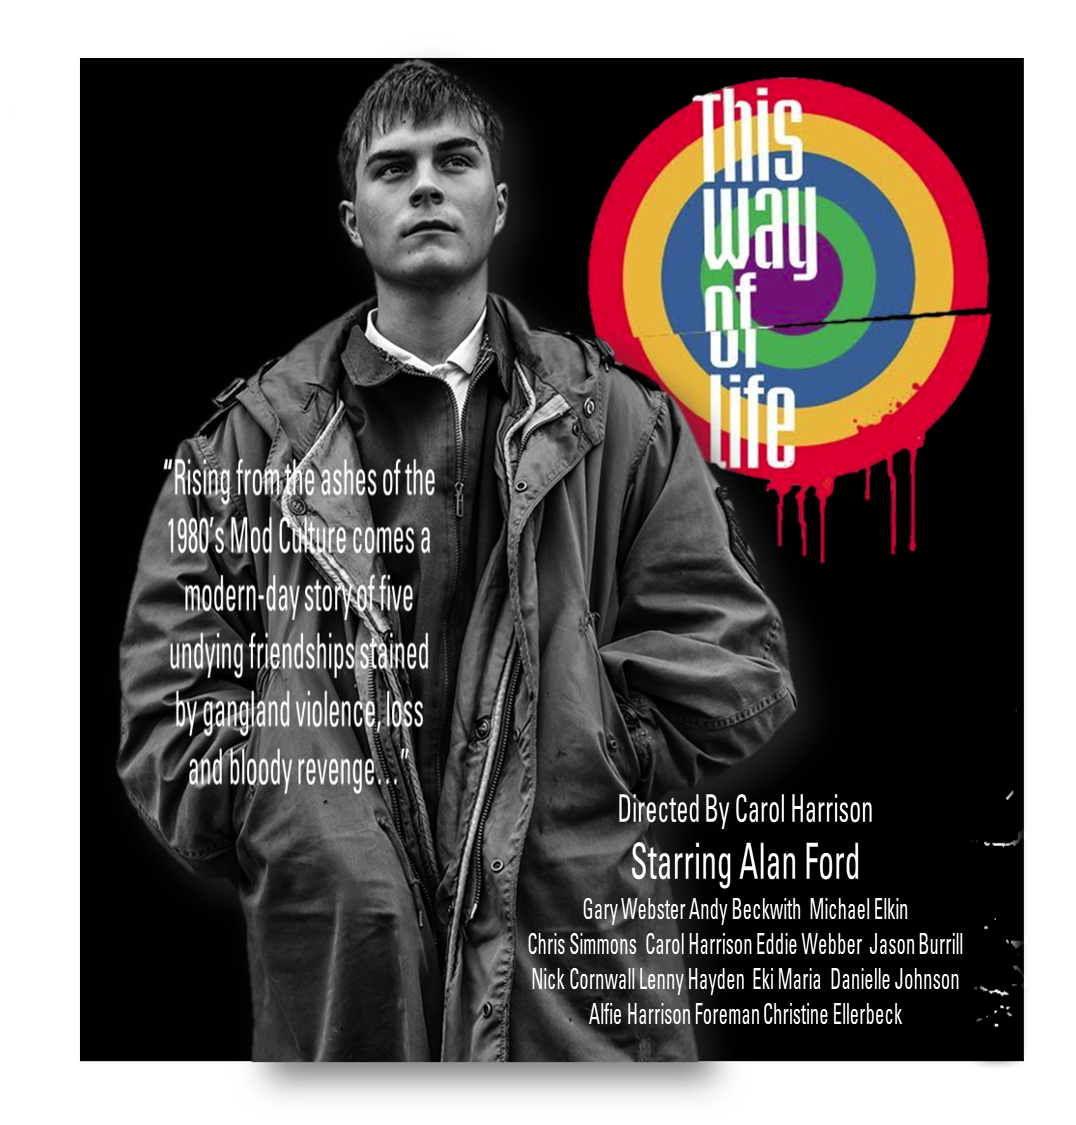 This
way
of
life
“Rising from the ashes of the
1980’s Mod Culture comes a
modern-day story of five
undying friendships stained
by gangland violence, loss
and bloody revenge...”
Directed By Carol Harrison
Starring Alan Ford
Gary Webster Andy Beckwith Michael Elkin
Chris Simmons Carol Harrison Eddie Webber Jason Burrill
Nick Cornwall Lenny Hayden Eki Maria Danielle Johnson
Alfie Harrison Foreman Christine Ellerbeck